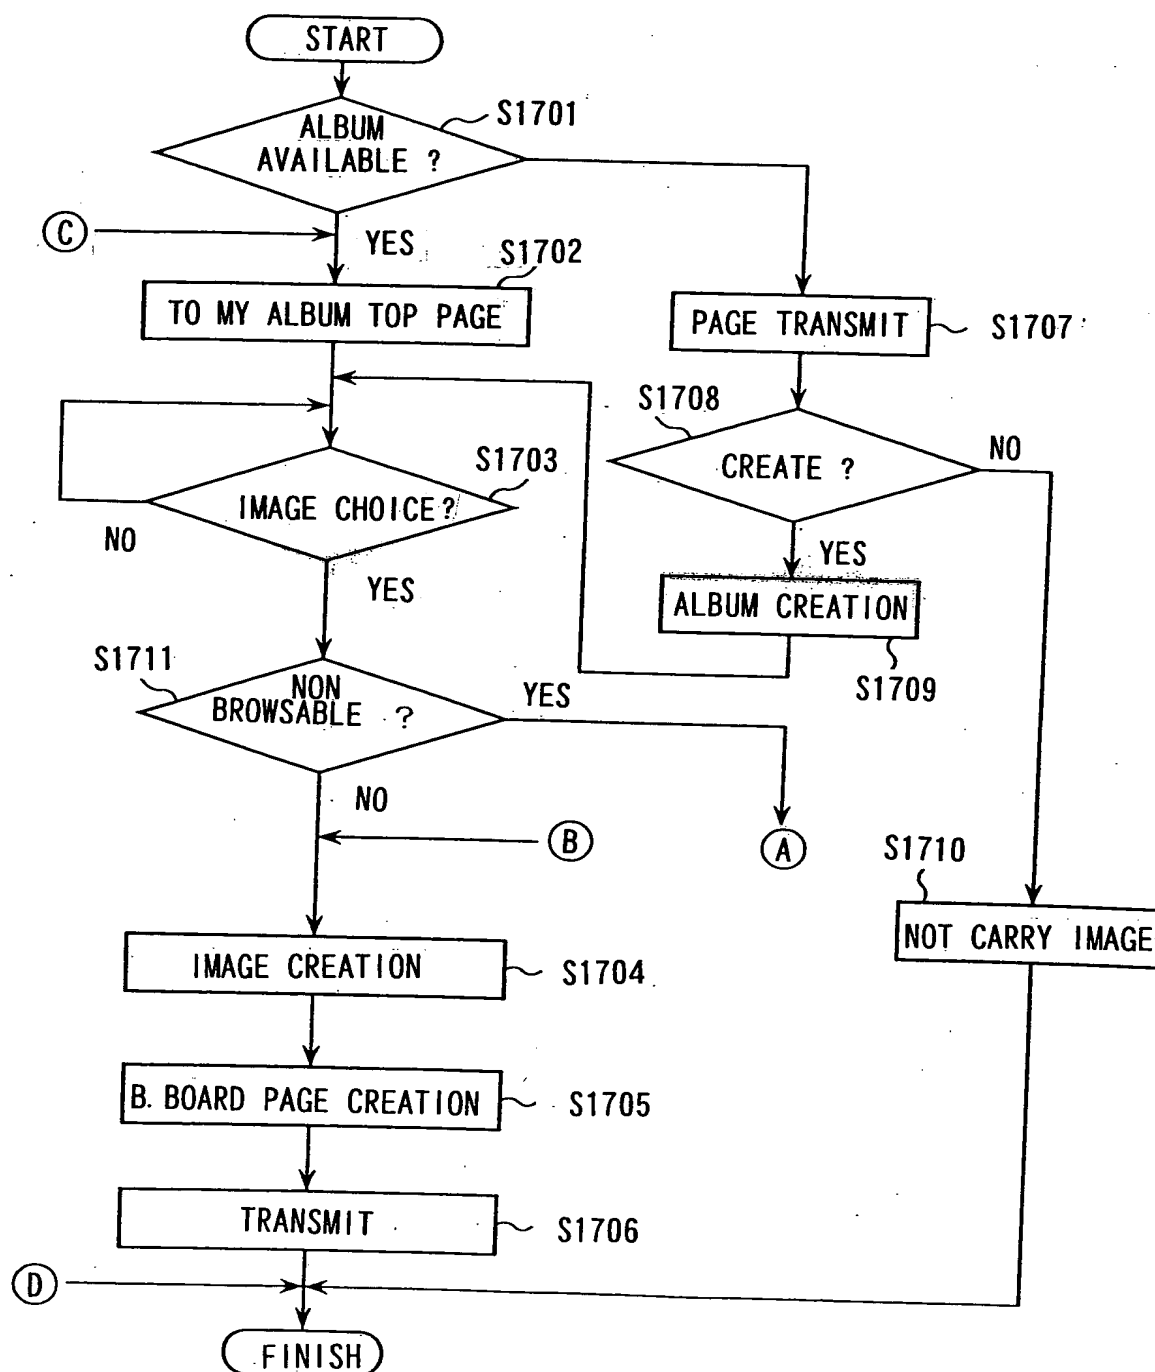 START
S1701
ALBUM
AVAILABLE ?
C
YES
S1702
TO MY ALBUM TOP PAGE
PAGE TRANSMIT
S1707
S1708
CREATE ?
NO
S1703
IMAGE CHOICE?
NO
YES
YES
ALBUM CREATION
S1709
S1711
NON
BROWSABLE ?
YES
NO
B
A
S1710
NOT CARRY IMAGE
IMAGE CREATION
S1704
B. BOARD PAGE CREATION
S1705
TRANSMIT
S1706
D
FINISH